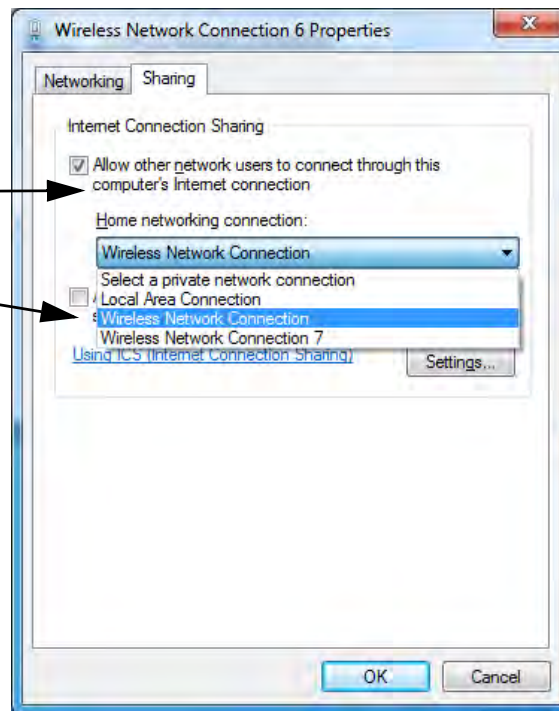 Wireless Network Connection 6 Properties
Networking
Sharing
Internet Connection Sharing
Allow other network users to connect through this
computer's Internet connection
Home networking connection:
Wireless Network Connection
Select a private network connection
Local Area Connection
Wireless Network Connection
Wireless Network Connection 7
Using ICS (Internet Connection Sharing)
Settings...
OK
Cancel